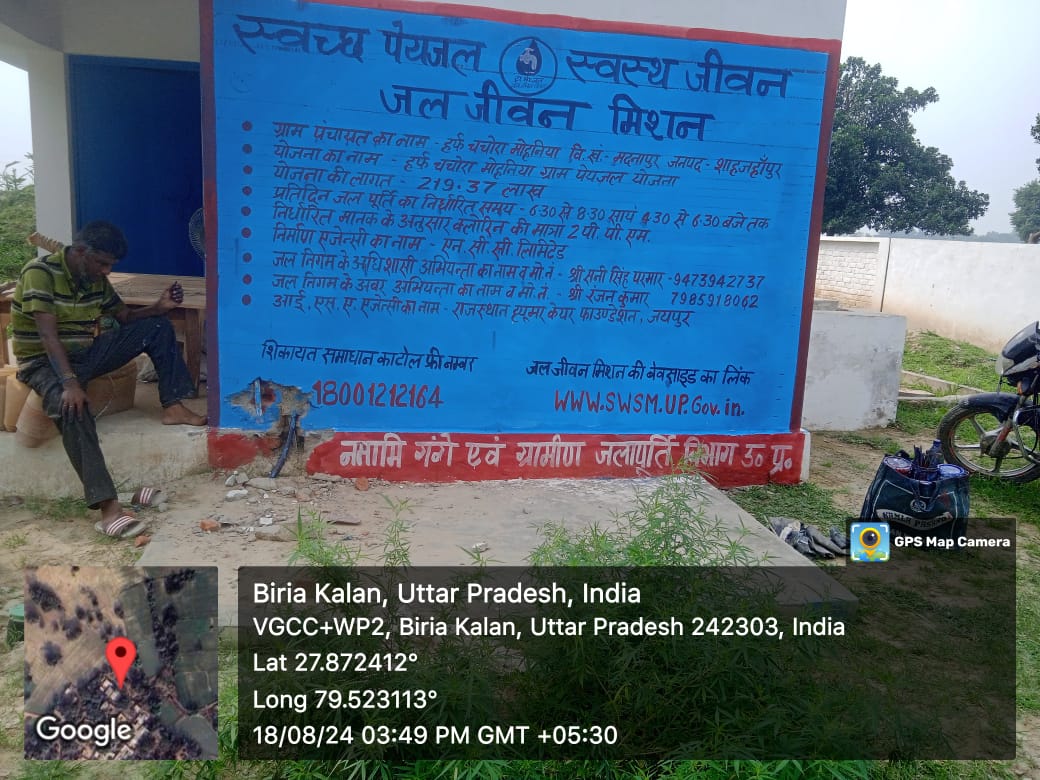 स्वच्छ पेयजल स्वस्थ जीवन
जल जीवन मिशन
ग्राम पंचायत का नाम - हर्फ चचोरा मोहनिया वि.खं.- मदनापुर जनपद - शाहजहाँपुर
योजना का नाम - हर्फ चचोरा मोहनिया ग्राम पेयजल योजना
योजना की लागत - 219.37 लाख
प्रतिदिन जल पूर्ति का निर्धारित समय - 6:30 से 8:30 सायं 4:30 से 6:30 बजे तक
निर्धारित मानक के अनुसार क्लोरिन की मात्रा 2 पी. पी. एम.
निर्माण एजेन्सी का नाम - एन. सी. सी. लिमिटेड
जल निगम के अधिशासी अभियन्ता का नाम व मो.नं. - श्री सनी सिंह परमार - 9473942737
जल निगम के अवर अभियन्ता का नाम व मो.नं. - श्री रंजन कुमार 7985918062
आई. एस. ए. एजेन्सी का नाम - राजस्थान ह्यूमर केयर फाउण्डेशन, जयपुर
शिकायत समाधान का टोल फ्री नम्बर
18001212164
जल जीवन मिशन की बेवसाइड का लिंक
WWW.SWSM.UP.Gov.in.
नमामि गंगे एवं ग्रामीण जलापूर्ति विभाग उ० प्र०
GPS Map Camera
Biria Kalan, Uttar Pradesh, India
VGCC+WP2, Biria Kalan, Uttar Pradesh 242303, India
Lat 27.872412°
Long 79.523113°
18/08/24 03:49 PM GMT +05:30
Google